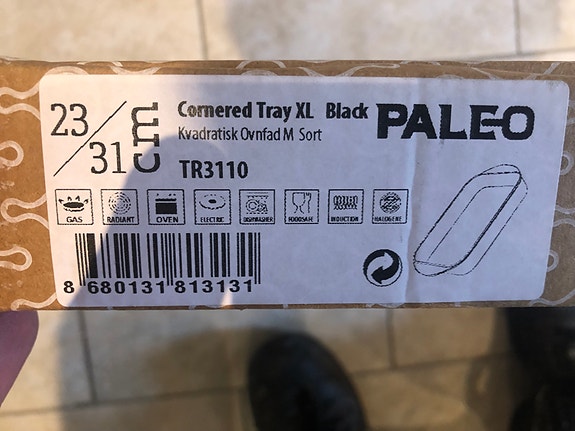 23/31 cm
Cornered Tray XL Black
PALEO
Kvadratisk Ovnfad M Sort
TR3110
GAS
RADIANT
OVEN
ELECTRIC
DISHWASHER
FOODSAFE
INDUCTION
HALOGENE
8 680131 813131